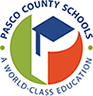 PASCO COUNTY SCHOOLS
A WORLD-CLASS EDUCATION